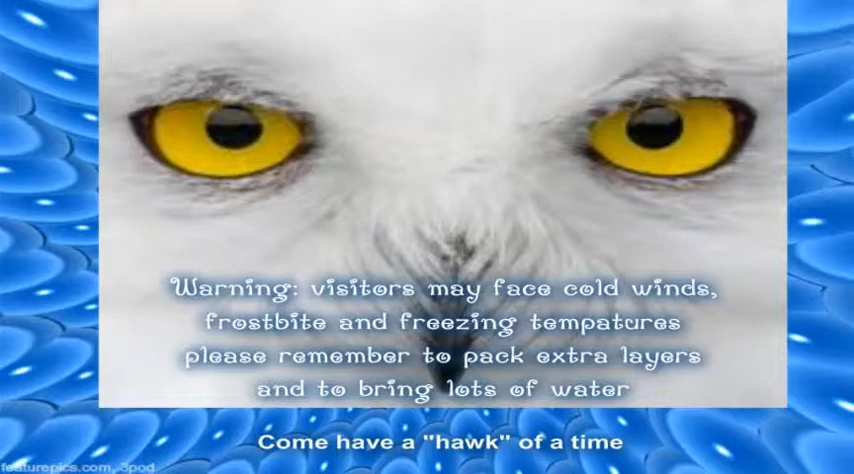 Warning: visitors may face cold winds,
frostbite and freezing tempatures
please remember to pack extra layers
and to bring lots of water
Come have a "hawk" of a time
featurepics.com, 3pod